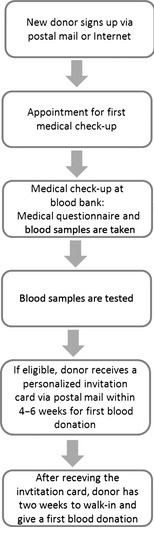 New donor signs up via
postal mail or Internet
Appointment for first
medical check-up
Medical check-up at
blood bank:
Medical questionnaire and
blood samples are taken
Blood samples are tested
If eligible, donor receives a
personalized invitation
card via postal mail within
4–6 weeks for first blood
donation
After receving the
invtitation card, donor has
two weeks to walk-in and
give a first blood donation